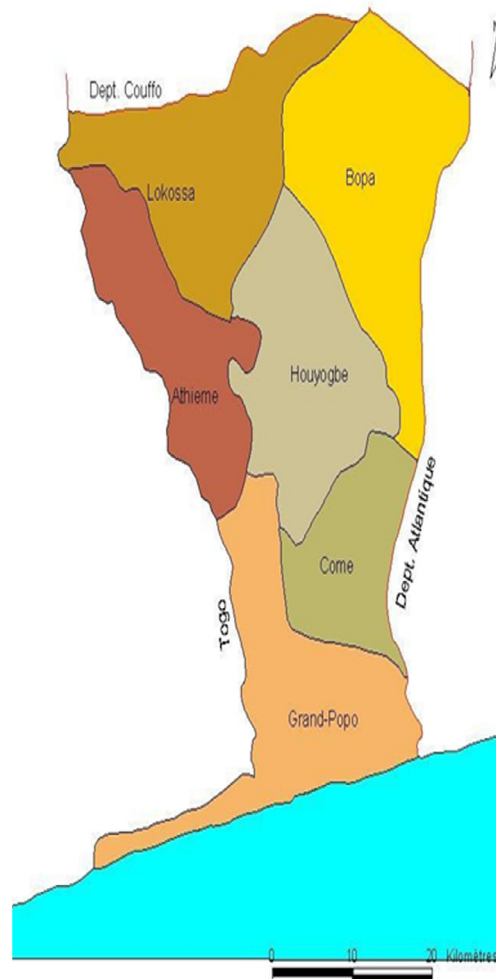 Dept. Couffo
Lokossa
Bopa
Athieme
Houyogbe
Dept. Atlantique
Come
Togo
Grand-Popo
0 10 20 Kilomètres